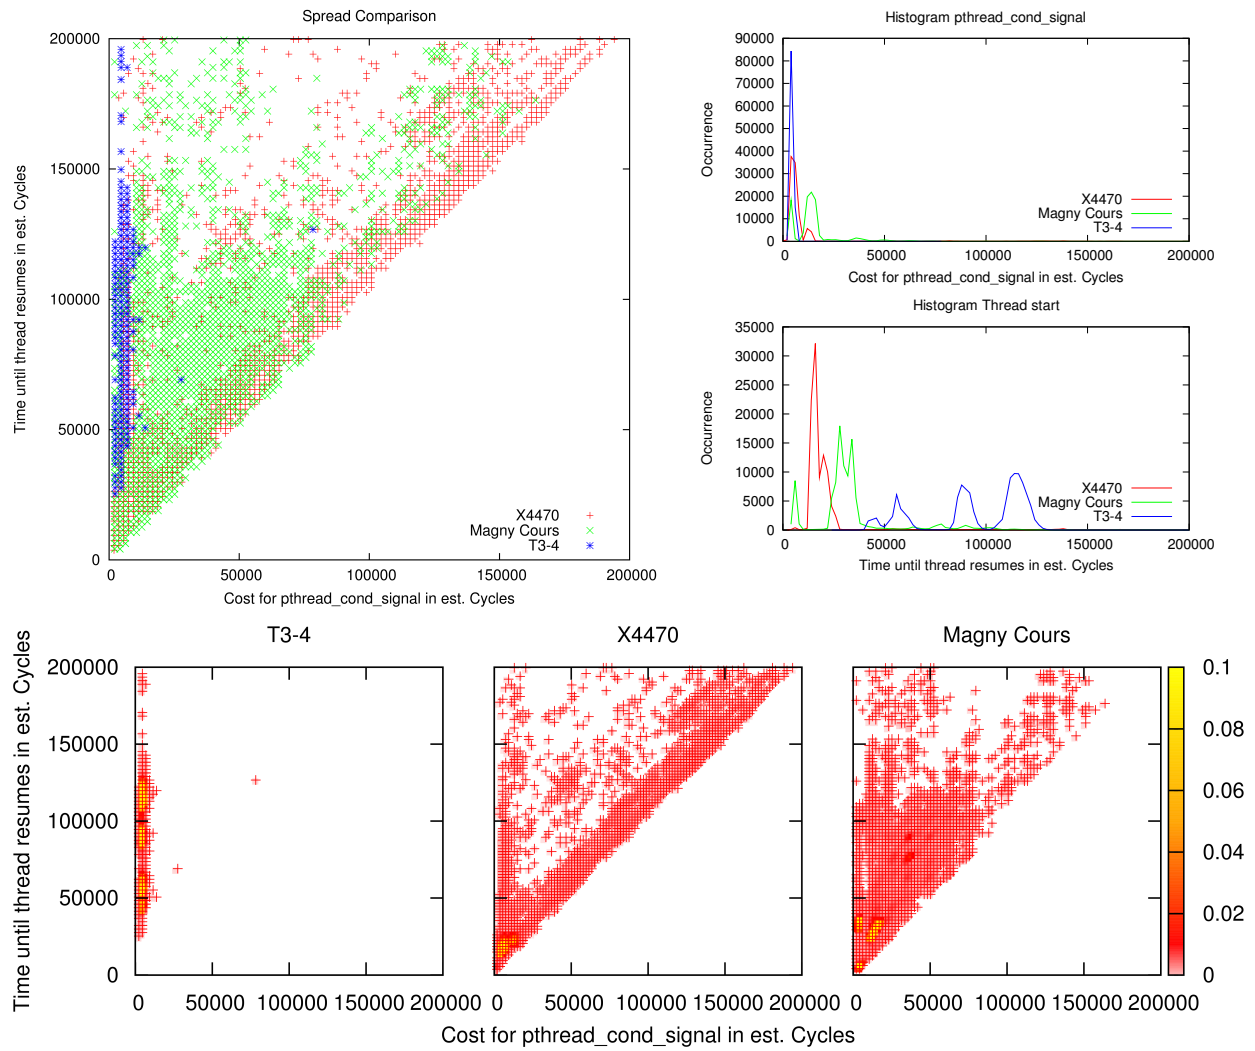 Spread Comparison
200000
150000
100000
50000
0
Time until thread resumes in est. Cycles
X4470
Magny Cours
T3-4
0 50000 100000 150000 200000
Cost for pthread_cond_signal in est. Cycles
Histogram pthread_cond_signal
90000
80000
70000
60000
50000
40000
30000
20000
10000
0
Occurrence
X4470
Magny Cours
T3-4
0 50000 100000 150000 200000
Cost for pthread_cond_signal in est. Cycles
Histogram Thread start
35000
30000
25000
20000
15000
10000
5000
0
Occurrence
X4470
Magny Cours
T3-4
0 50000 100000 150000 200000
Time until thread resumes in est. Cycles
T3-4
X4470
Magny Cours
Time until thread resumes in est. Cycles
200000
150000
100000
50000
0
0 50000 100000 150000 200000
0 50000 100000 150000 200000
0 50000 100000 150000 200000
0.1
0.08
0.06
0.04
0.02
0
Cost for pthread_cond_signal in est. Cycles